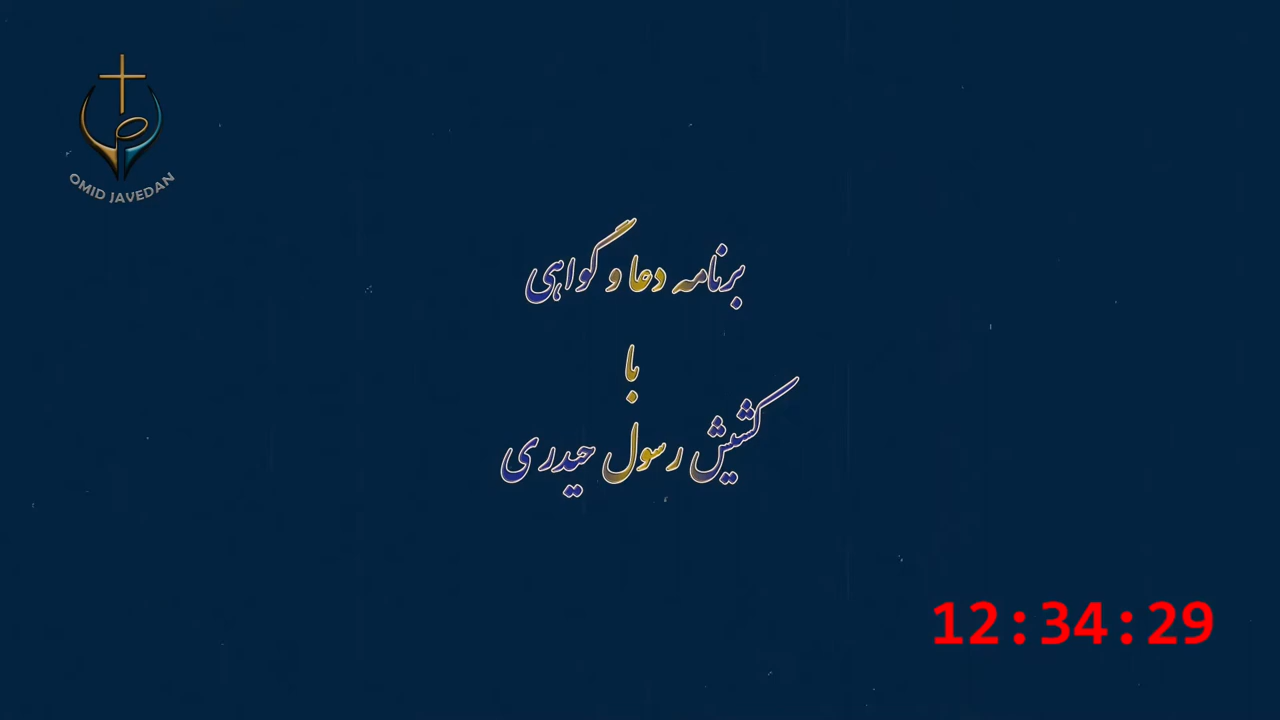 OMID JAVEDAN
برنامه دعا و گواهی
با
کشیش رسول حیدری
12:34:29